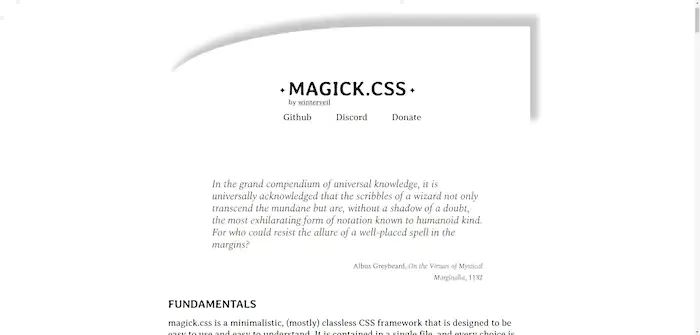 ✦ MAGICK.CSS ✦
by winterveil
Github Discord Donate
In the grand compendium of universal knowledge, it is
universally acknowledged that the scribbles of a wizard not only
transcend the mundane but are, without a shadow of a doubt,
the most exhilarating form of notation known to humanoid kind.
For who could resist the allure of a well-placed spell in the
margins?
Albus Greybeard, On the Virtues of Mystical
Marginalia, 1182
FUNDAMENTALS
magick.css is a minimalistic, (mostly) classless CSS framework that is designed to be
easy to use and easy to understand. It is contained in a single file, and every choice is